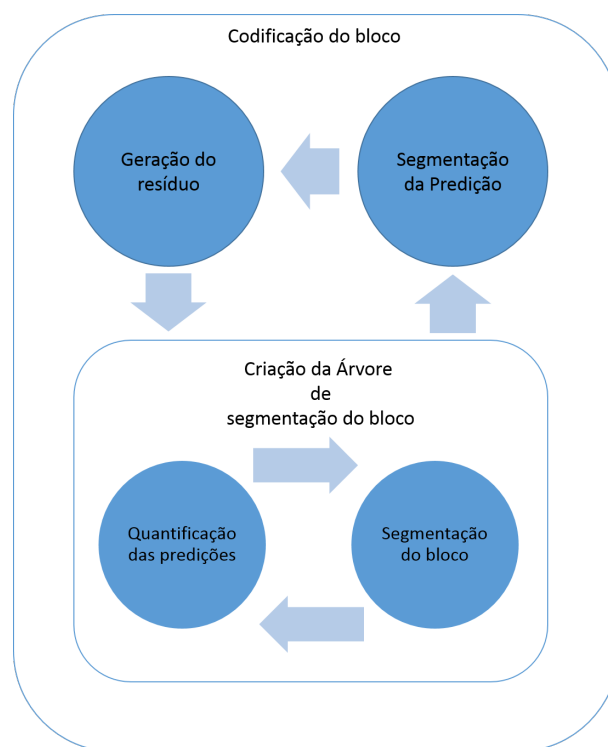 Codificação do bloco
Geração do
resíduo
Segmentação
da Predição
Criação da Árvore
de
segmentação do bloco
Quantificação
das predições
Segmentação
do bloco